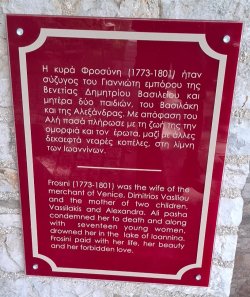 Η κυρά Φροσύνη (1773-1801) ήταν
σύζυγος του Γιαννιώτη εμπόρου της
Βενετίας Δημητρίου Βασιλείου και
μητέρα δύο παιδιών, του Βασιλάκη
και της Αλεξάνδρας. Με απόφαση του
Αλή πασά πλήρωσε με τη ζωή της την
ομορφιά και τον έρωτα, μαζί με άλλες
δεκαεφτά νεαρές κοπέλες, στη λίμνη
των Ιωαννίνων.
Frosini (1773-1801) was the wife of the
merchant of Venice, Dimitrios Vasiliou
and the mother of two children,
Vassilakis and Alexandra. Ali pasha
condemned her to death and along
with seventeen young women,
drowned her in the lake of Ioannina.
Frosini paid with her life, her beauty
and her forbidden love.